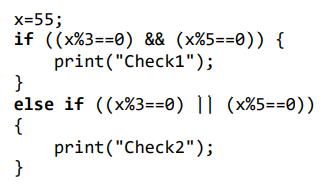 x=55;
if ((x%3==0) && (x%5==0)) {
    print("Check1");
}
else if ((x%3==0) || (x%5==0))
{
    print("Check2");
}